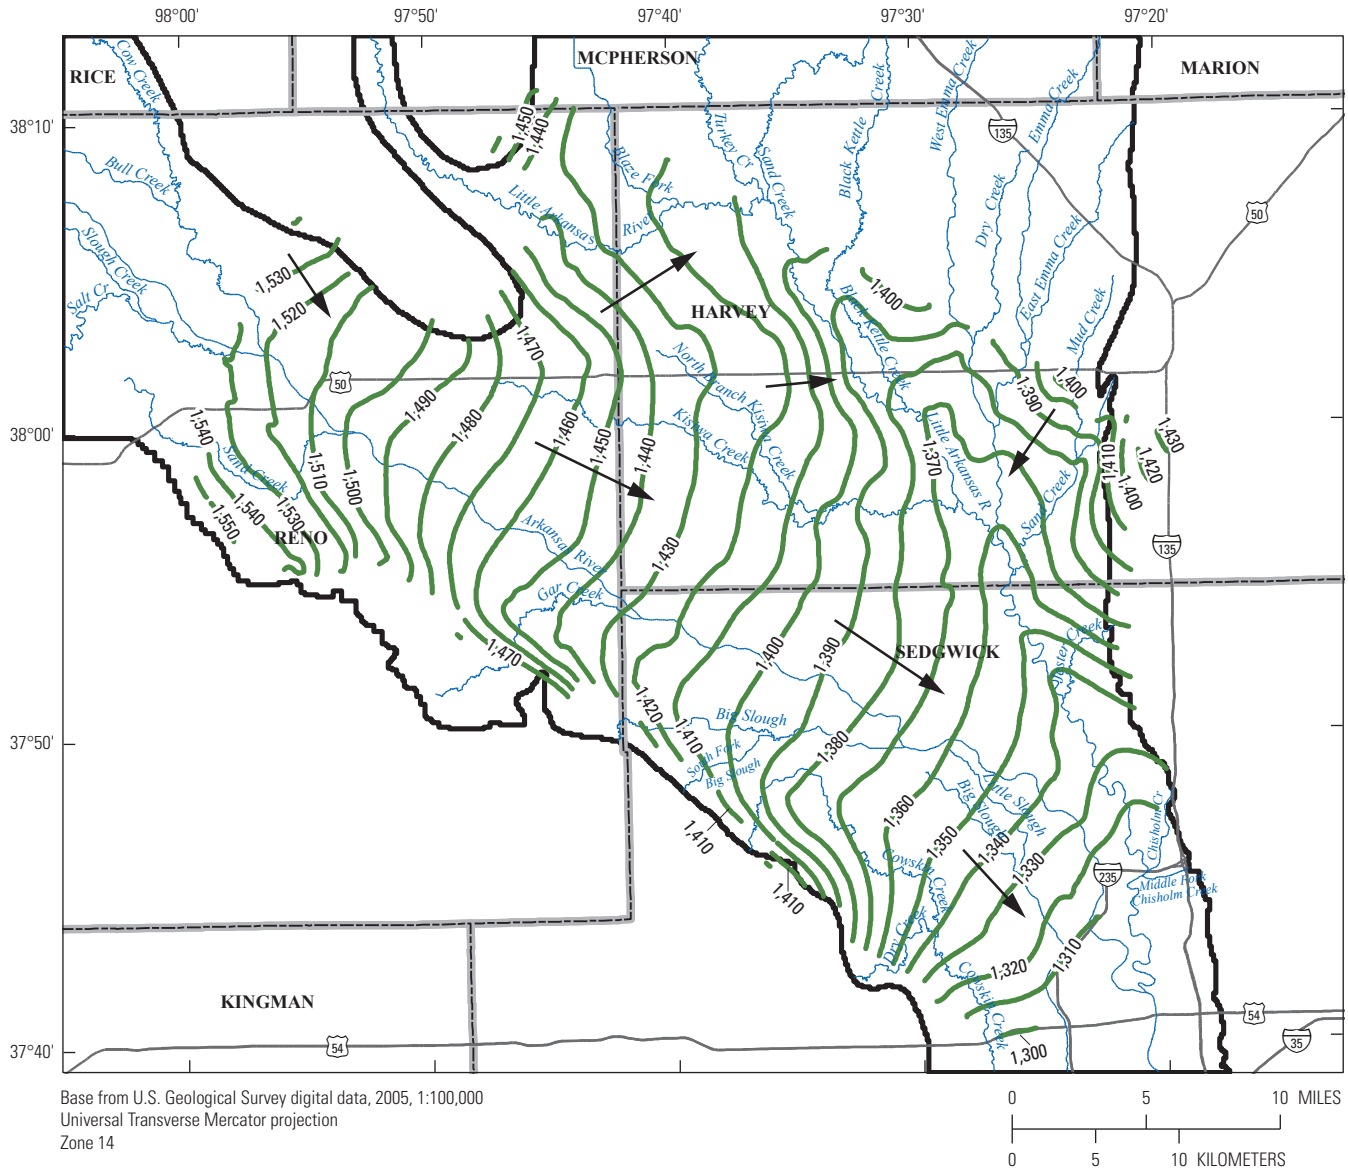 98°00'
97°50'
97°40'
97°30'
97°20'
38°10'
38°00'
37°50'
37°40'
RICE
MCPHERSON
MARION
HARVEY
RENO
SEDGWICK
KINGMAN
Cow Creek
Bull Creek
Slough Creek
Salt Cr
Little Arkansas
River
Blaze Fork
Turkey Cr
Sand Creek
Black Kettle
Creek
West Emma Creek
Emma Creek
Dry Creek
East Emma Creek
Mud Creek
Black Kettle Creek
North Branch Kisiwa Creek
Kisiwa Creek
Little Arkansas R
Sand Creek
Sand Creek
Arkansas River
Gar Creek
Jester Creek
Big Slough
South Fork
Big Slough
Little Slough
Big Slough
Cowskin Creek
Dry Creek
Cowskin Creek
Chisholm Cr
Middle Fork
Chisholm Creek
135
50
50
135
235
54
54
35
1,450
1,440
1,530
1,520
1,400
1,470
1,490
1,480
1,460
1,450
1,440
1,390
1,400
1,430
1,420
1,410
1,400
1,370
1,540
1,510
1,500
1,530
1,540
1,550
1,430
1,470
1,400
1,390
1,420
1,410
1,380
1,410
1,410
1,360
1,350
1,340
1,330
1,320
1,310
1,300
Base from U.S. Geological Survey digital data, 2005, 1:100,000
Universal Transverse Mercator projection
Zone 14
0 5 10 MILES
0 5 10 KILOMETERS